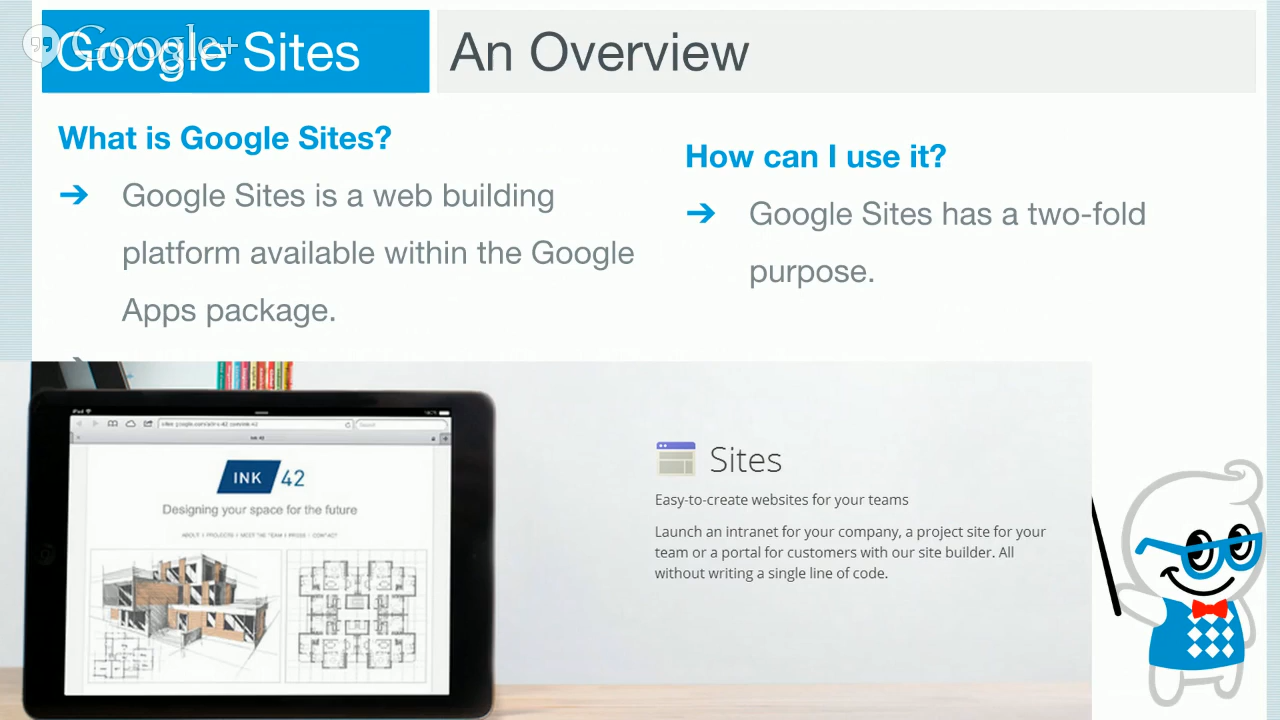 Google Sites
An Overview
Google+
What is Google Sites?
Google Sites is a web building
platform available within the Google
Apps package.
How can I use it?
Google Sites has a two-fold
purpose.
INK 42
Designing your space for the future
Sites
Easy-to-create websites for your teams
Launch an intranet for your company, a project site for your
team or a portal for customers with our site builder. All
without writing a single line of code.